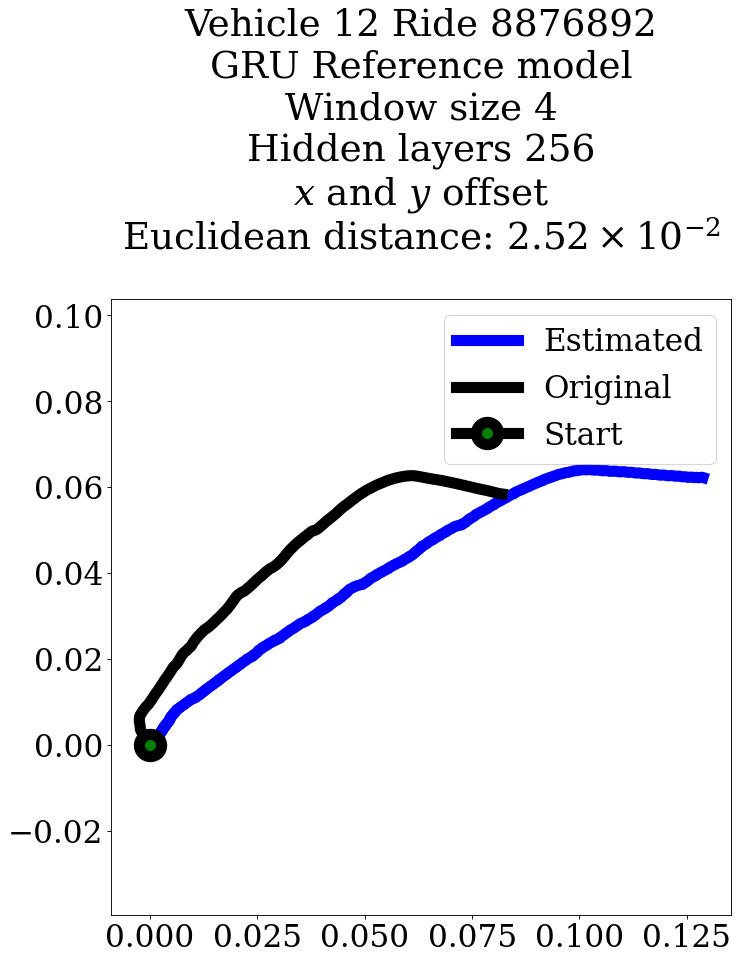 Vehicle 12 Ride 8876892
GRU Reference model
Window size 4
Hidden layers 256
x and y offset
Euclidean distance: 2.52 × 10⁻²
Estimated
Original
Start
0.10
0.08
0.06
0.04
0.02
0.00
−0.02
0.000 0.025 0.050 0.075 0.100 0.125